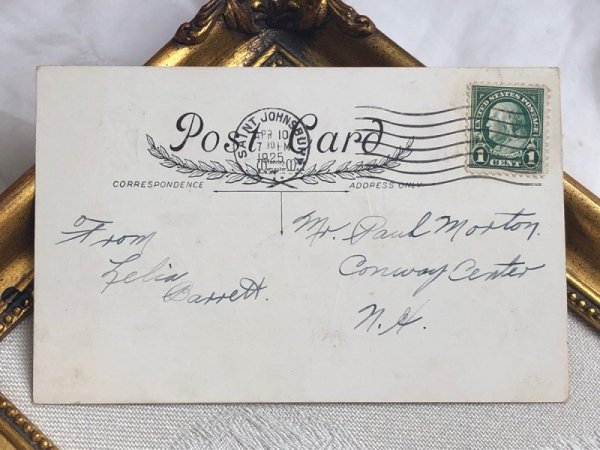 Post Card
SAINT JOHNSBURY
APR 10
7 30 PM
1925
UNITED STATES POSTAGE
1 CENT 1
CORRESPONDENCE
ADDRESS ONLY
From
Lelia
Barrett.
Mr. Paul Morton.
Conway Center
N.H.